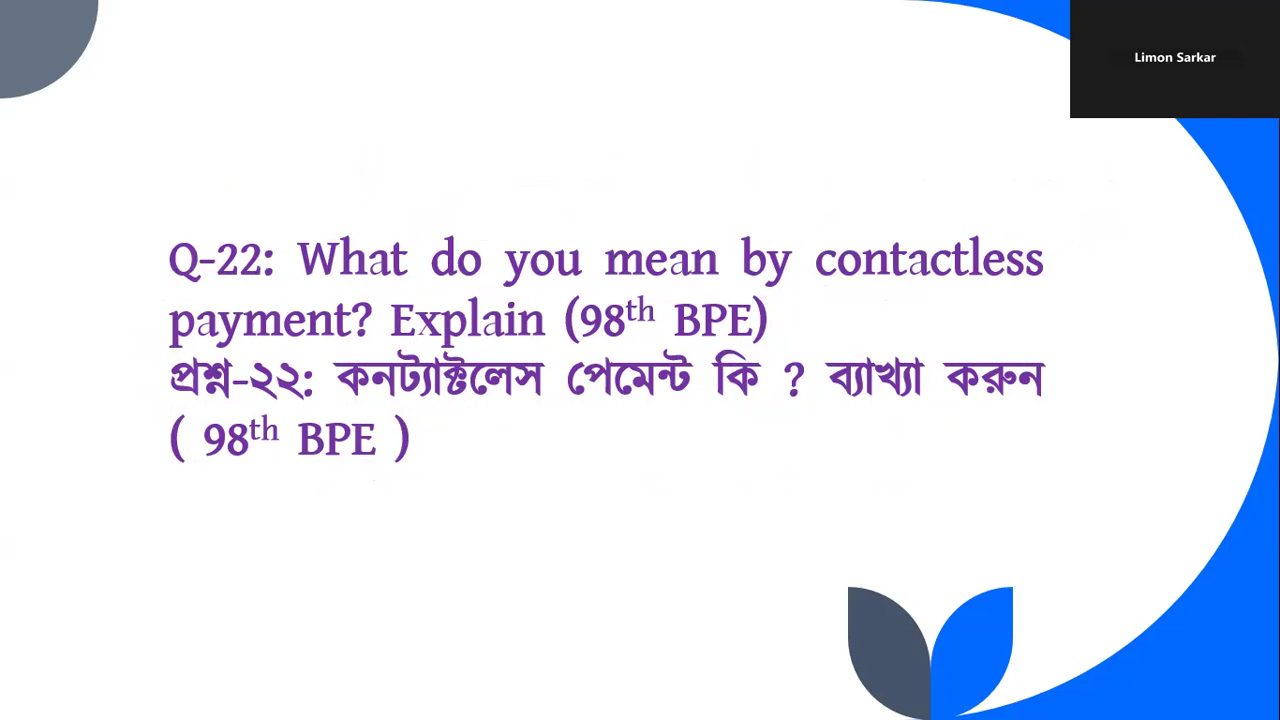 Limon Sarkar
Q-22: What do you mean by contactless
payment? Explain (98th BPE)
প্রশ্ন-২২: কনট্যাক্টলেস পেমেন্ট কি ? ব্যাখ্যা করুন
( 98th BPE )